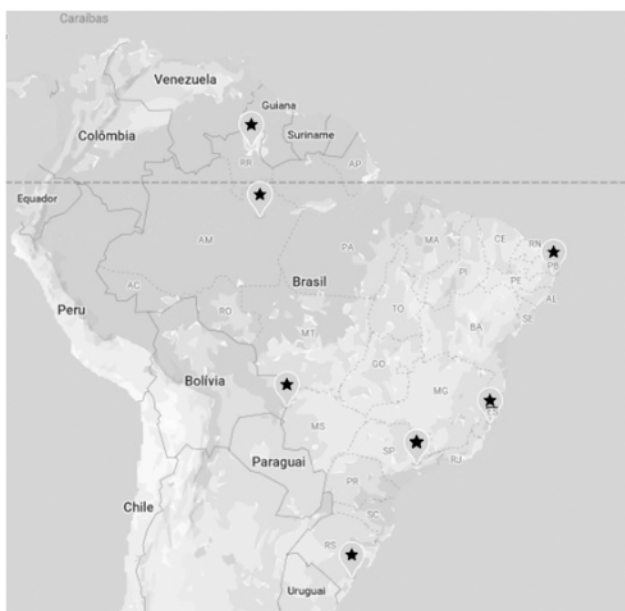 Caraíbas
Venezuela
Guiana
Colômbia
Suriname
RR
AP
Equador
AM
PA
MA
CE
RN
PB
PI
PE
AC
Brasil
AL
Peru
RO
TO
SE
MT
BA
GO
Bolívia
MG
ES
MS
SP
RJ
Paraguai
PR
Chile
SC
RS
Uruguai